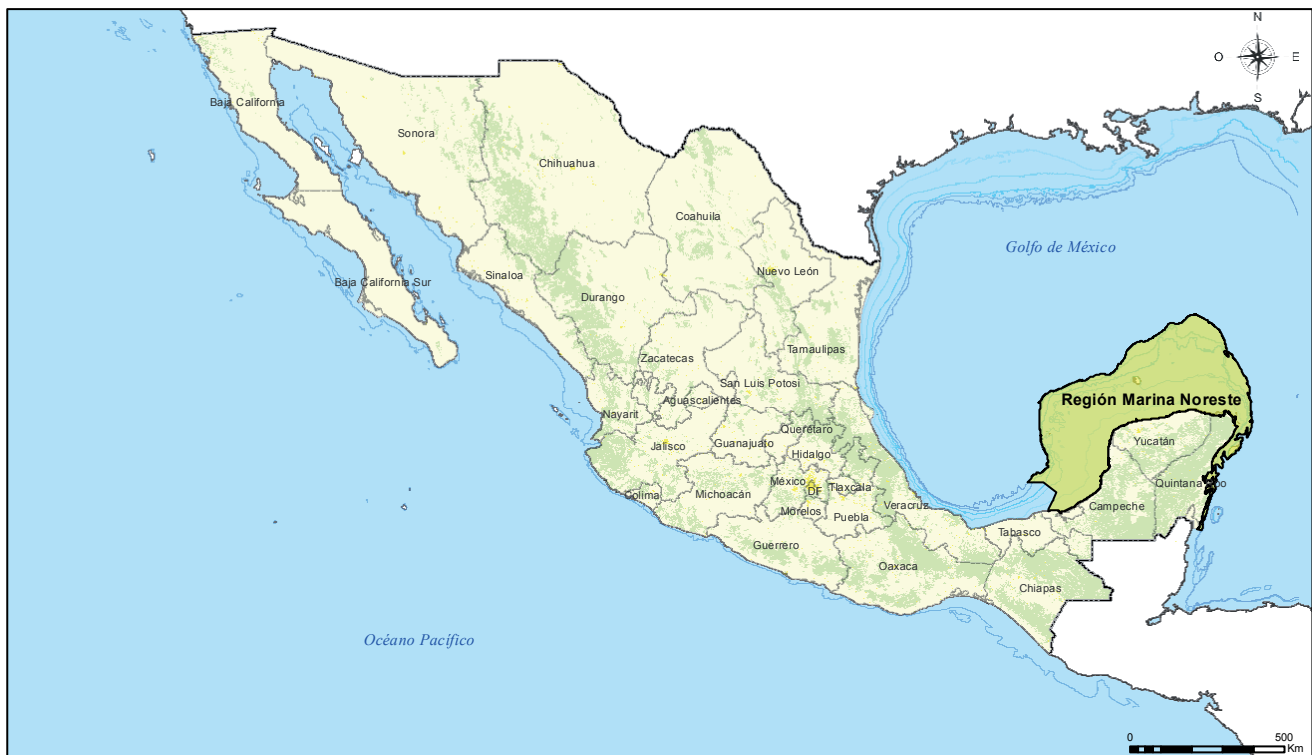 N
O
E
S
Baja California
Sonora
Chihuahua
Coahuila
Golfo de México
Sinaloa
Nuevo León
Baja California Sur
Durango
Tamaulipas
Zacatecas
San Luis Potosi
Región Marina Noreste
Aguascalientes
Nayarit
Querétaro
Yucatán
Jalisco
Guanajuato
Hidalgo
México
DF
Tlaxcala
Quintana Roo
Colima
Michoacán
Veracruz
Campeche
Morelos
Puebla
Tabasco
Guerrero
Oaxaca
Chiapas
Océano Pacífico
0
500
Km